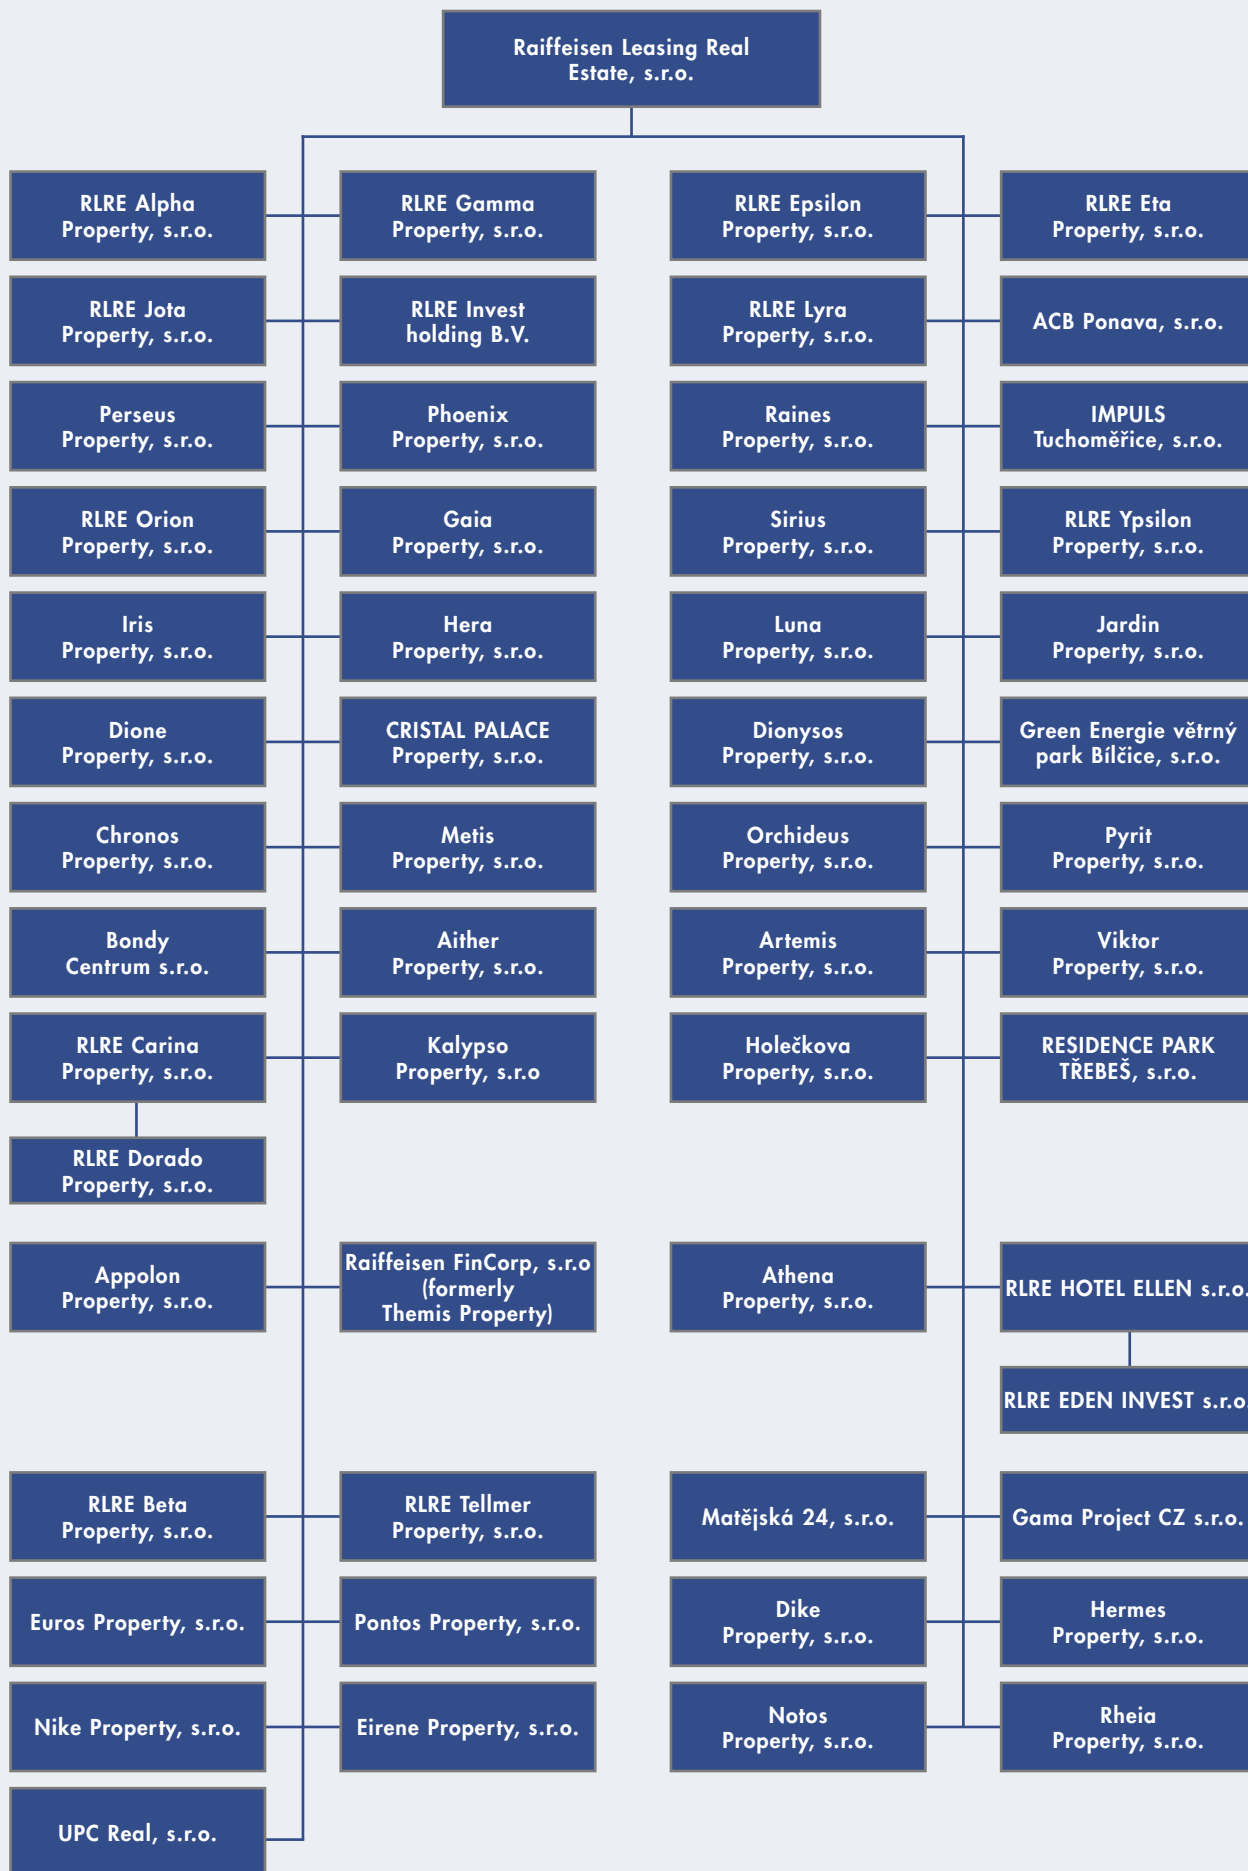 Raiffeisen Leasing Real
Estate, s.r.o.
RLRE Alpha
Property, s.r.o.
RLRE Gamma
Property, s.r.o.
RLRE Epsilon
Property, s.r.o.
RLRE Eta
Property, s.r.o.
RLRE Jota
Property, s.r.o.
RLRE Invest
holding B.V.
RLRE Lyra
Property, s.r.o.
ACB Ponava, s.r.o.
Perseus
Property, s.r.o.
Phoenix
Property, s.r.o.
Raines
Property, s.r.o.
IMPULS
Tuchoměřice, s.r.o.
RLRE Orion
Property, s.r.o.
Gaia
Property, s.r.o.
Sirius
Property, s.r.o.
RLRE Ypsilon
Property, s.r.o.
Iris
Property, s.r.o.
Hera
Property, s.r.o.
Luna
Property, s.r.o.
Jardin
Property, s.r.o.
Dione
Property, s.r.o.
CRISTAL PALACE
Property, s.r.o.
Dionysos
Property, s.r.o.
Green Energie větrný
park Bílčice, s.r.o.
Chronos
Property, s.r.o.
Metis
Property, s.r.o.
Orchideus
Property, s.r.o.
Pyrit
Property, s.r.o.
Bondy
Centrum s.r.o.
Aither
Property, s.r.o.
Artemis
Property, s.r.o.
Viktor
Property, s.r.o.
RLRE Carina
Property, s.r.o.
Kalypso
Property, s.r.o
Holečkova
Property, s.r.o.
RESIDENCE PARK
TŘEBEŠ, s.r.o.
RLRE Dorado
Property, s.r.o.
Appolon
Property, s.r.o.
Raiffeisen FinCorp, s.r.o
(formerly
Themis Property)
Athena
Property, s.r.o.
RLRE HOTEL ELLEN s.r.o.
RLRE EDEN INVEST s.r.o.
RLRE Beta
Property, s.r.o.
RLRE Tellmer
Property, s.r.o.
Matějská 24, s.r.o.
Gama Project CZ s.r.o.
Euros Property, s.r.o.
Pontos Property, s.r.o.
Dike
Property, s.r.o.
Hermes
Property, s.r.o.
Nike Property, s.r.o.
Eirene Property, s.r.o.
Notos
Property, s.r.o.
Rheia
Property, s.r.o.
UPC Real, s.r.o.